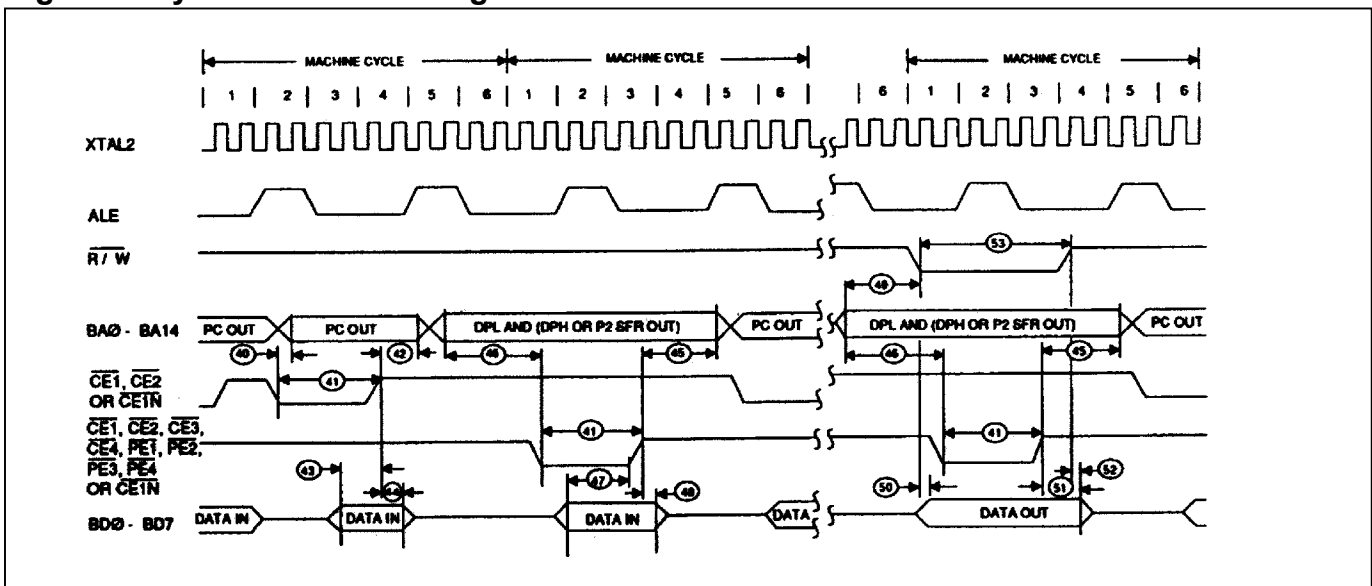 MACHINE CYCLE MACHINE CYCLE MACHINE CYCLE
1 2 3 4 5 6 1 2 3 4 5 6 6 1 2 3 4 5 6
XTAL2
ALE
R / W
53
49
BAØ - BA14 PC OUT PC OUT DPL AND (DPH OR P2 SFR OUT) PC OUT DPL AND (DPH OR P2 SFR OUT) PC OUT
40 42 46 45 46 45
CE1, CE2
OR CE1N
41
CE1, CE2, CE3,
CE4, PE1, PE2,
PE3, PE4
OR CE1N
41 41
43 44 47 48 50 51 52
BDØ - BD7 DATA IN DATA IN DATA IN DATA DATA OUT